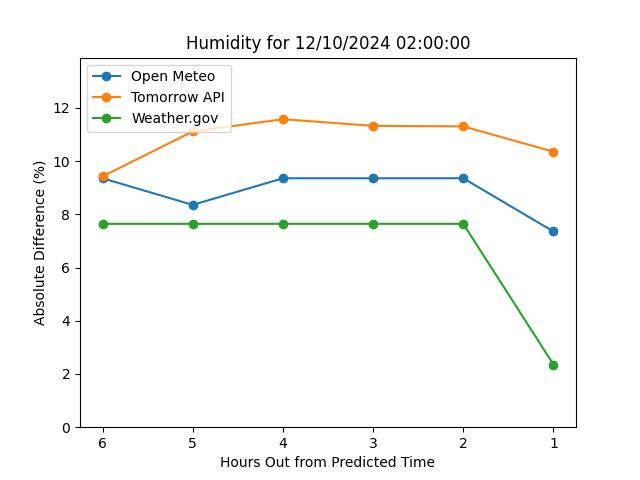 Humidity for 12/10/2024 02:00:00
Open Meteo
Tomorrow API
Weather.gov
Absolute Difference (%)
12
10
8
6
4
2
0
6 5 4 3 2 1
Hours Out from Predicted Time